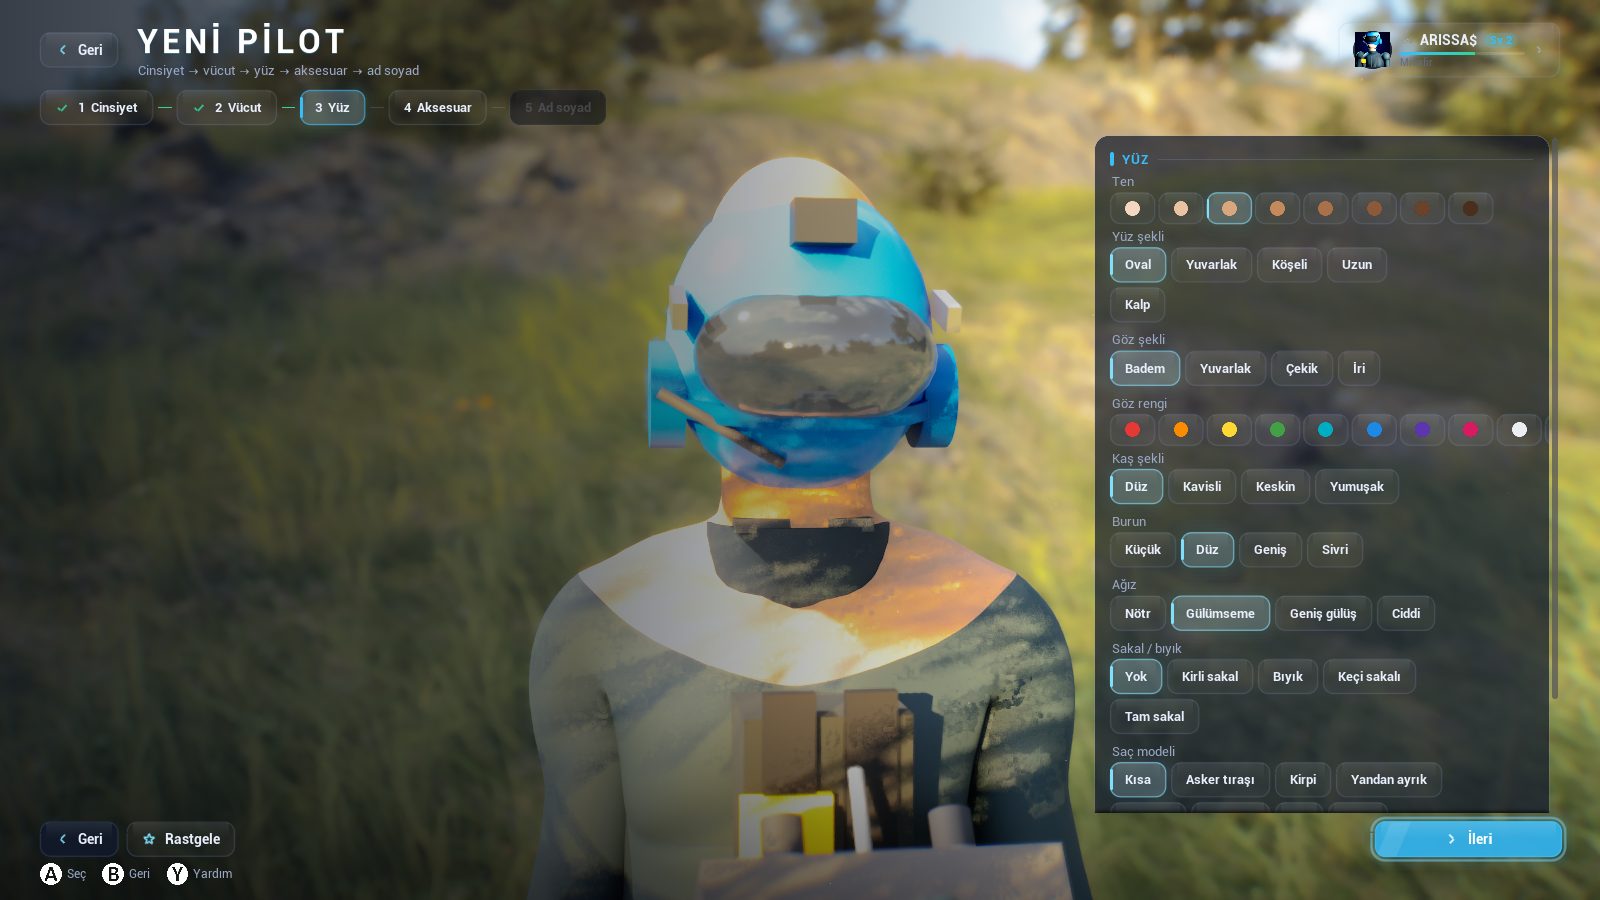 Geri
YENİ PİLOT
Cinsiyet → vücut → yüz → aksesuar → ad soyad
ARISSA$
1 Cinsiyet
2 Vücut
3 Yüz
4 Aksesuar
5 Ad soyad
YÜZ
Ten
Yüz şekli
Oval Yuvarlak Köşeli Uzun
Kalp
Göz şekli
Badem Yuvarlak Çekik İri
Göz rengi
Kaş şekli
Düz Kavisli Keskin Yumuşak
Burun
Küçük Düz Geniş Sivri
Ağız
Nötr Gülümseme Geniş gülüş Ciddi
Sakal / bıyık
Yok Kirli sakal Bıyık Keçi sakalı
Tam sakal
Saç modeli
Kısa Asker tıraşı Kirpi Yandan ayrık
Geri Rastgele
İleri
A Seç B Geri Y Yardım